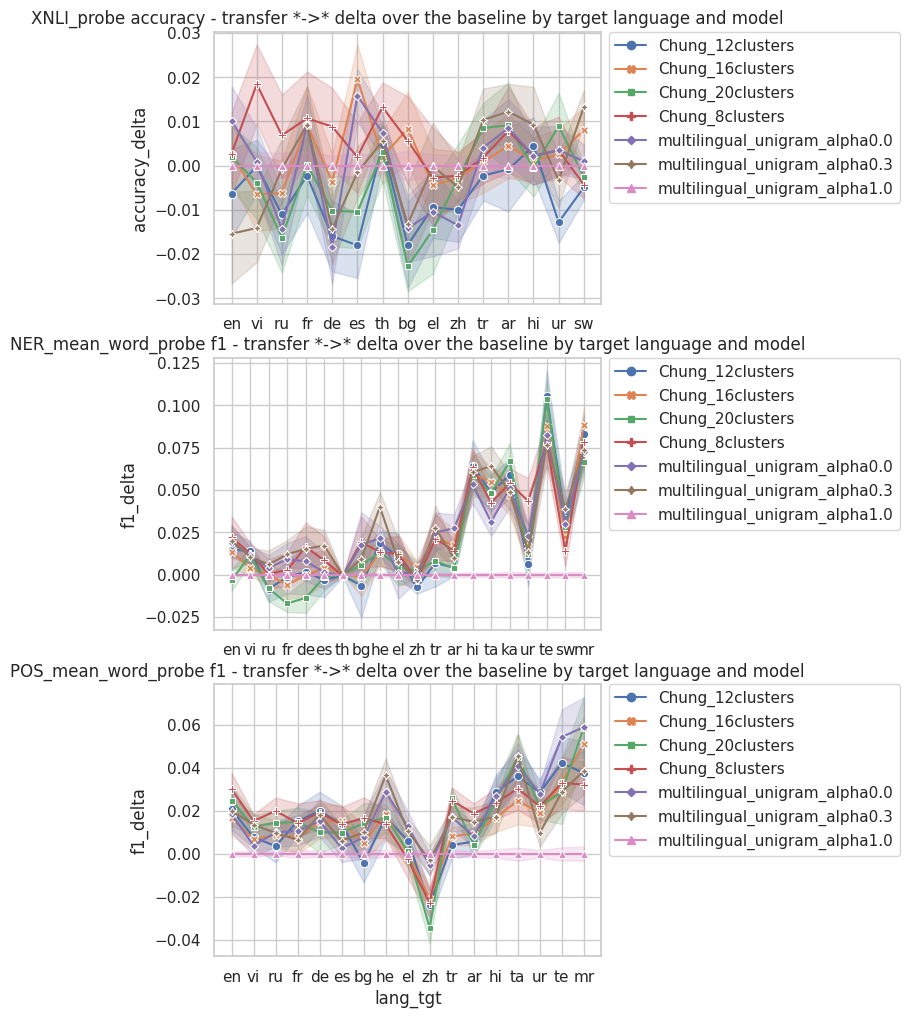 XNLI_probe accuracy - transfer *->* delta over the baseline by target language and model
0.03
0.02
0.01
0.00
−0.01
−0.02
−0.03
accuracy_delta
en vi ru fr de es th bg el zh tr ar hi ur sw
Chung_12clusters
Chung_16clusters
Chung_20clusters
Chung_8clusters
multilingual_unigram_alpha0.0
multilingual_unigram_alpha0.3
multilingual_unigram_alpha1.0
NER_mean_word_probe f1 - transfer *->* delta over the baseline by target language and model
0.125
0.100
0.075
0.050
0.025
0.000
−0.025
f1_delta
en vi ru fr de es th bg he el zh tr ar hi ta ka ur te sw mr
Chung_12clusters
Chung_16clusters
Chung_20clusters
Chung_8clusters
multilingual_unigram_alpha0.0
multilingual_unigram_alpha0.3
multilingual_unigram_alpha1.0
POS_mean_word_probe f1 - transfer *->* delta over the baseline by target language and model
0.06
0.04
0.02
0.00
−0.02
−0.04
f1_delta
en vi ru fr de es bg he el zh tr ar hi ta ur te mr
lang_tgt
Chung_12clusters
Chung_16clusters
Chung_20clusters
Chung_8clusters
multilingual_unigram_alpha0.0
multilingual_unigram_alpha0.3
multilingual_unigram_alpha1.0